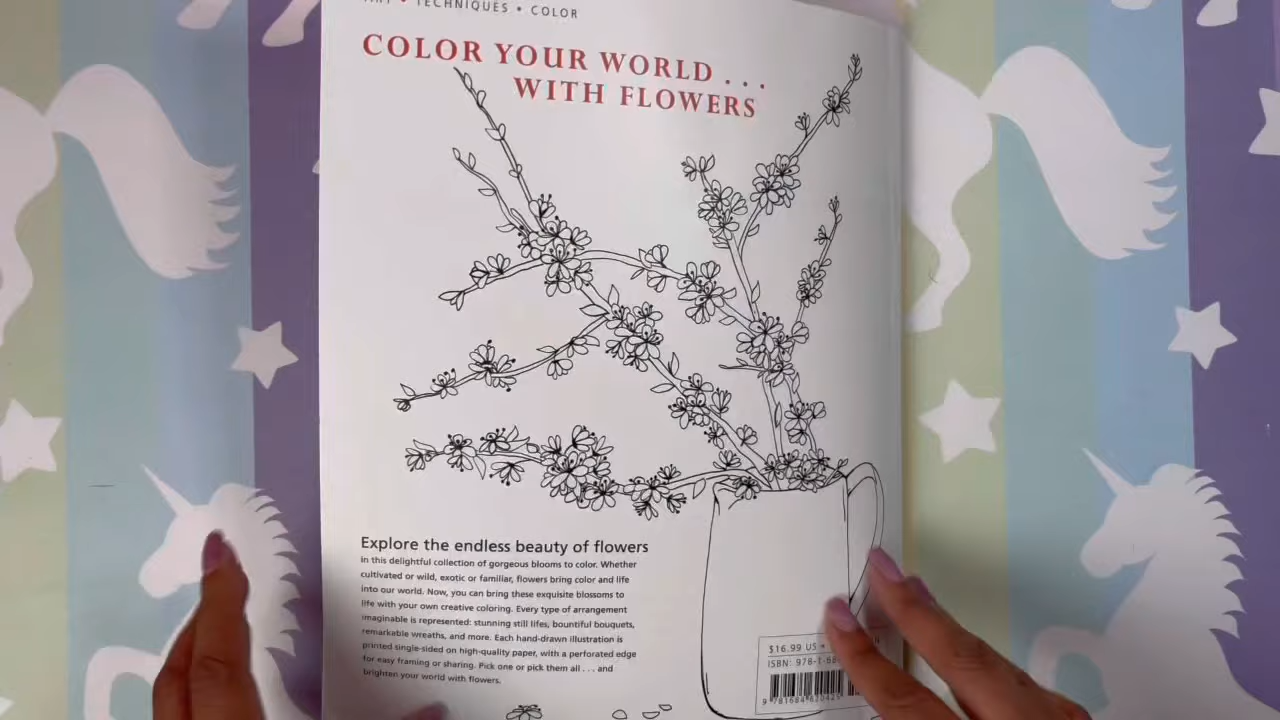 TECHNIQUES • COLOR
COLOR YOUR WORLD . . .
WITH FLOWERS
Explore the endless beauty of flowers
in this delightful collection of gorgeous blooms to color. Whether
cultivated or wild, exotic or familiar, flowers bring color and life
into our world. Now, you can bring these exquisite blossoms to
life with your own creative coloring. Every type of arrangement
imaginable is represented: stunning still lifes, bountiful bouquets,
remarkable wreaths, and more. Each hand-drawn illustration is
printed single-sided on high-quality paper, with a perforated edge
for easy framing or sharing. Pick one or pick them all . . . and
brighten your world with flowers.
$16.99 US •
ISBN: 978-1-68